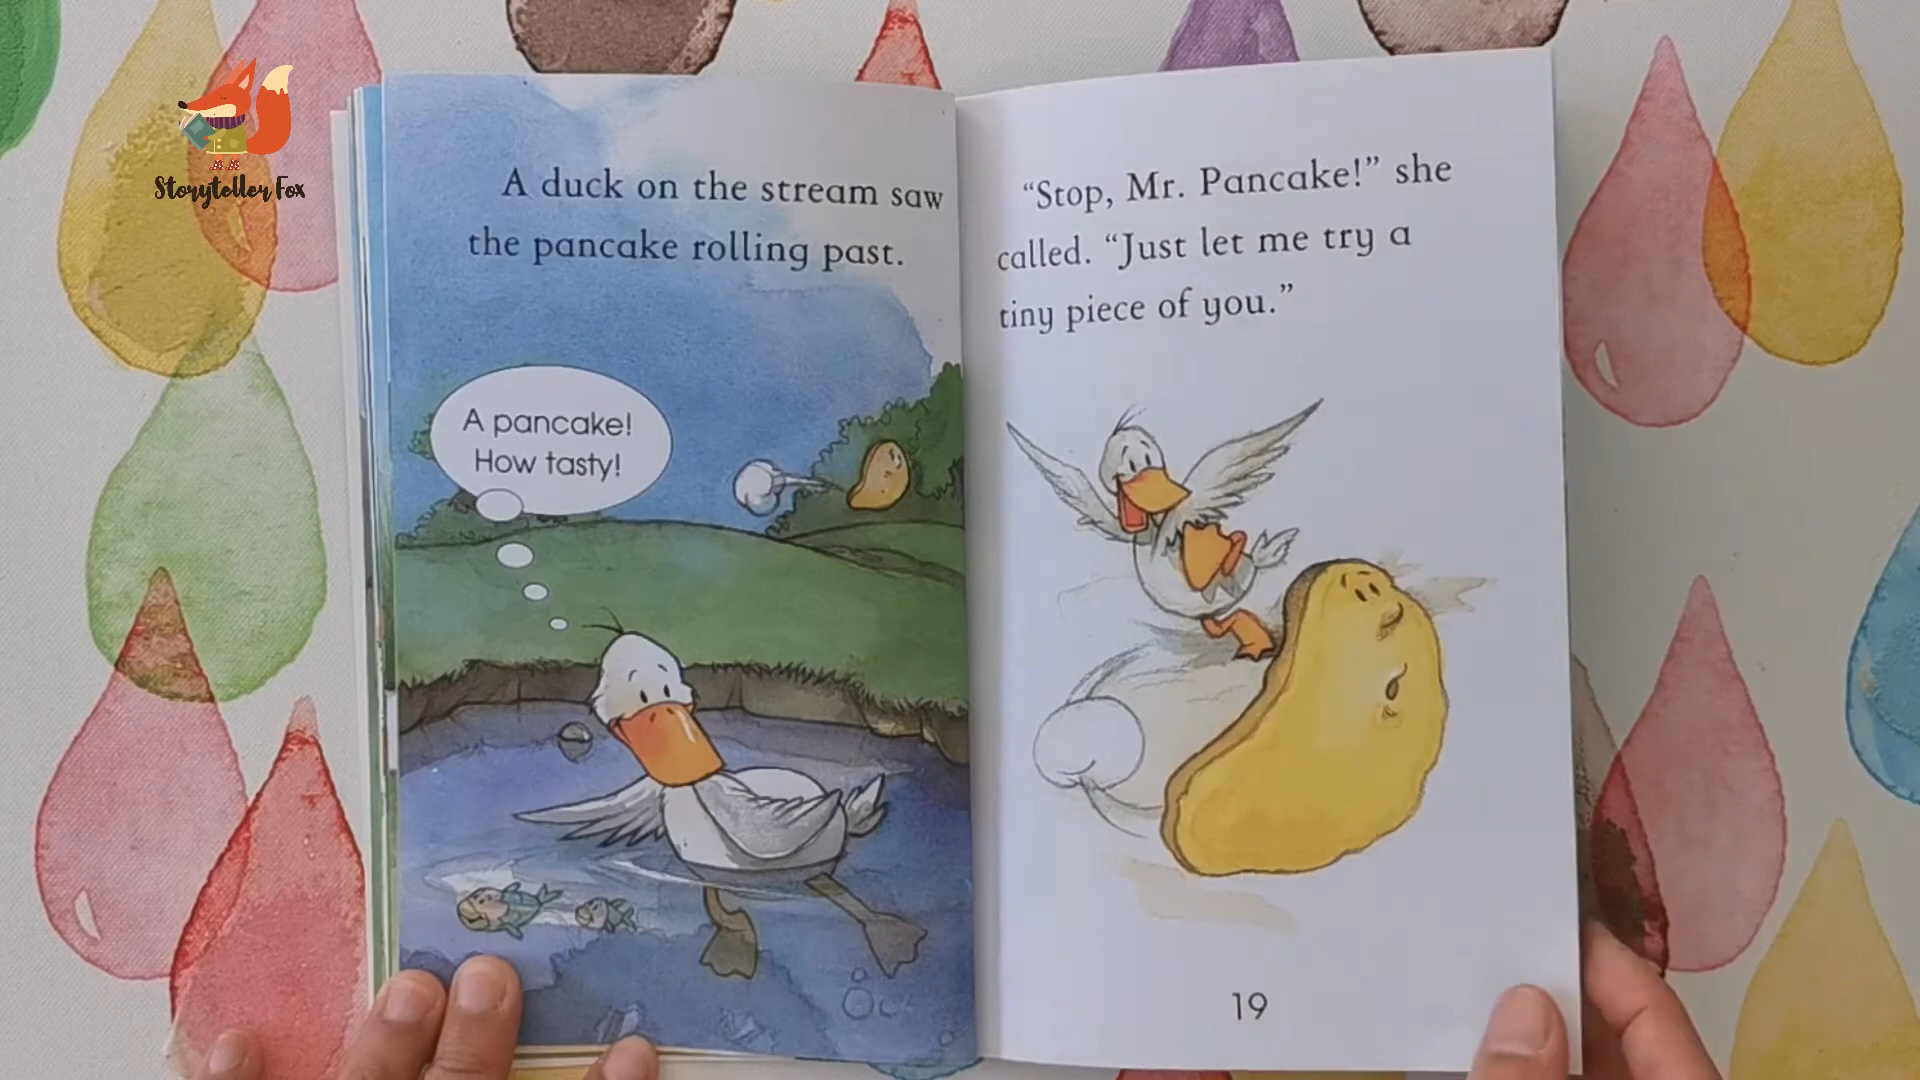 Storyteller Fox
A duck on the stream saw
the pancake rolling past.
A pancake!
How tasty!
“Stop, Mr. Pancake!” she
called. “Just let me try a
tiny piece of you.”
19